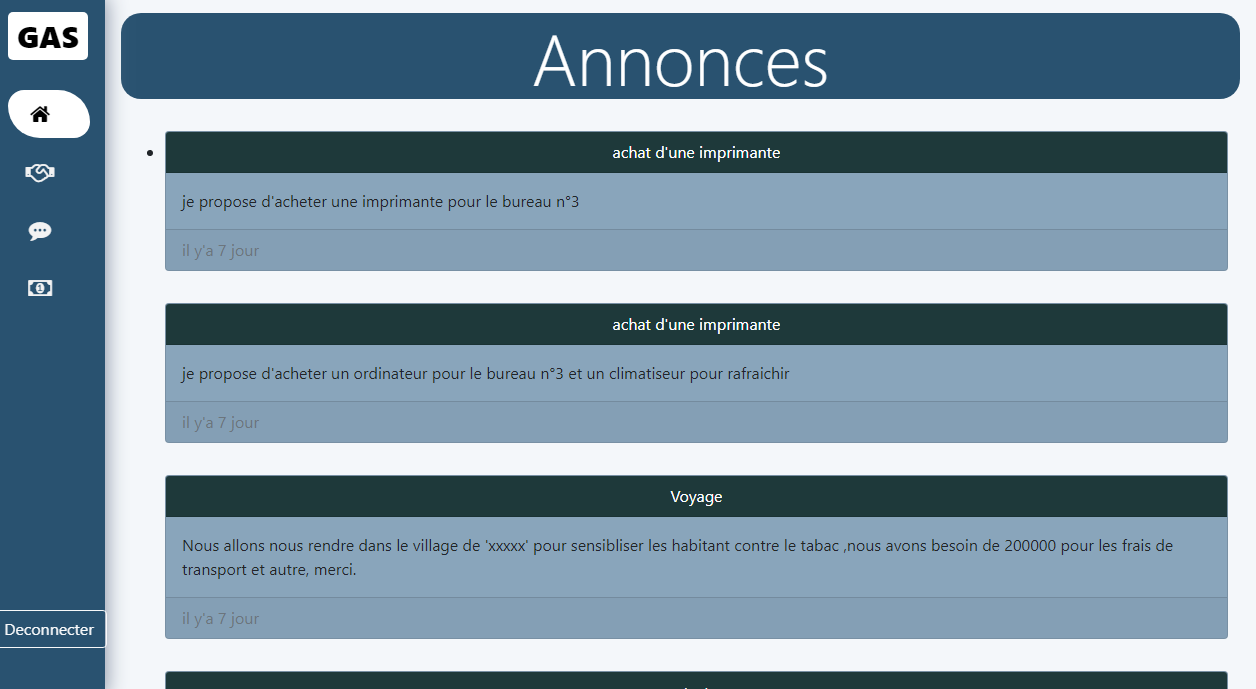 GAS
Annonces
achat d'une imprimante
je propose d'acheter une imprimante pour le bureau n°3
il y'a 7 jour
achat d'une imprimante
je propose d'acheter un ordinateur pour le bureau n°3 et un climatiseur pour rafraichir
il y'a 7 jour
Voyage
Nous allons nous rendre dans le village de 'xxxxx' pour sensibliser les habitant contre le tabac ,nous avons besoin de 200000 pour les frais de
transport et autre, merci.
il y'a 7 jour
Deconnecter